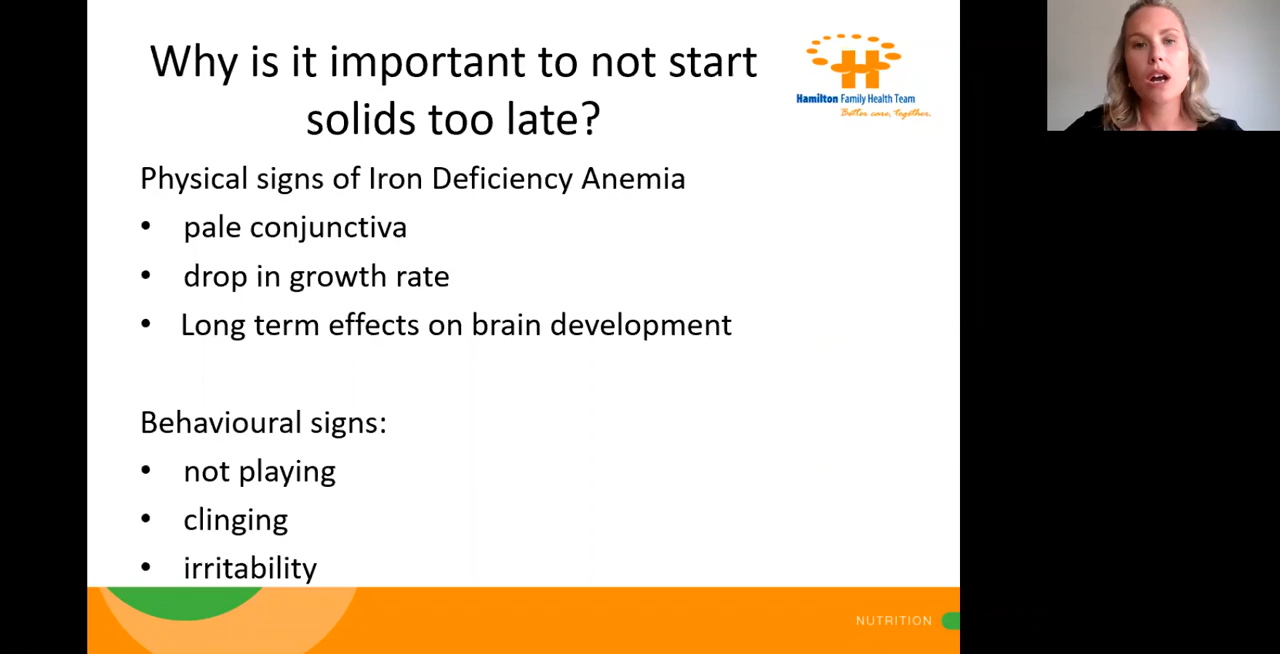 Why is it important to not start
solids too late?
Hamilton Family Health Team
Better care, together.
Physical signs of Iron Deficiency Anemia
• pale conjunctiva
• drop in growth rate
• Long term effects on brain development
Behavioural signs:
• not playing
• clinging
• irritability
NUTRITION